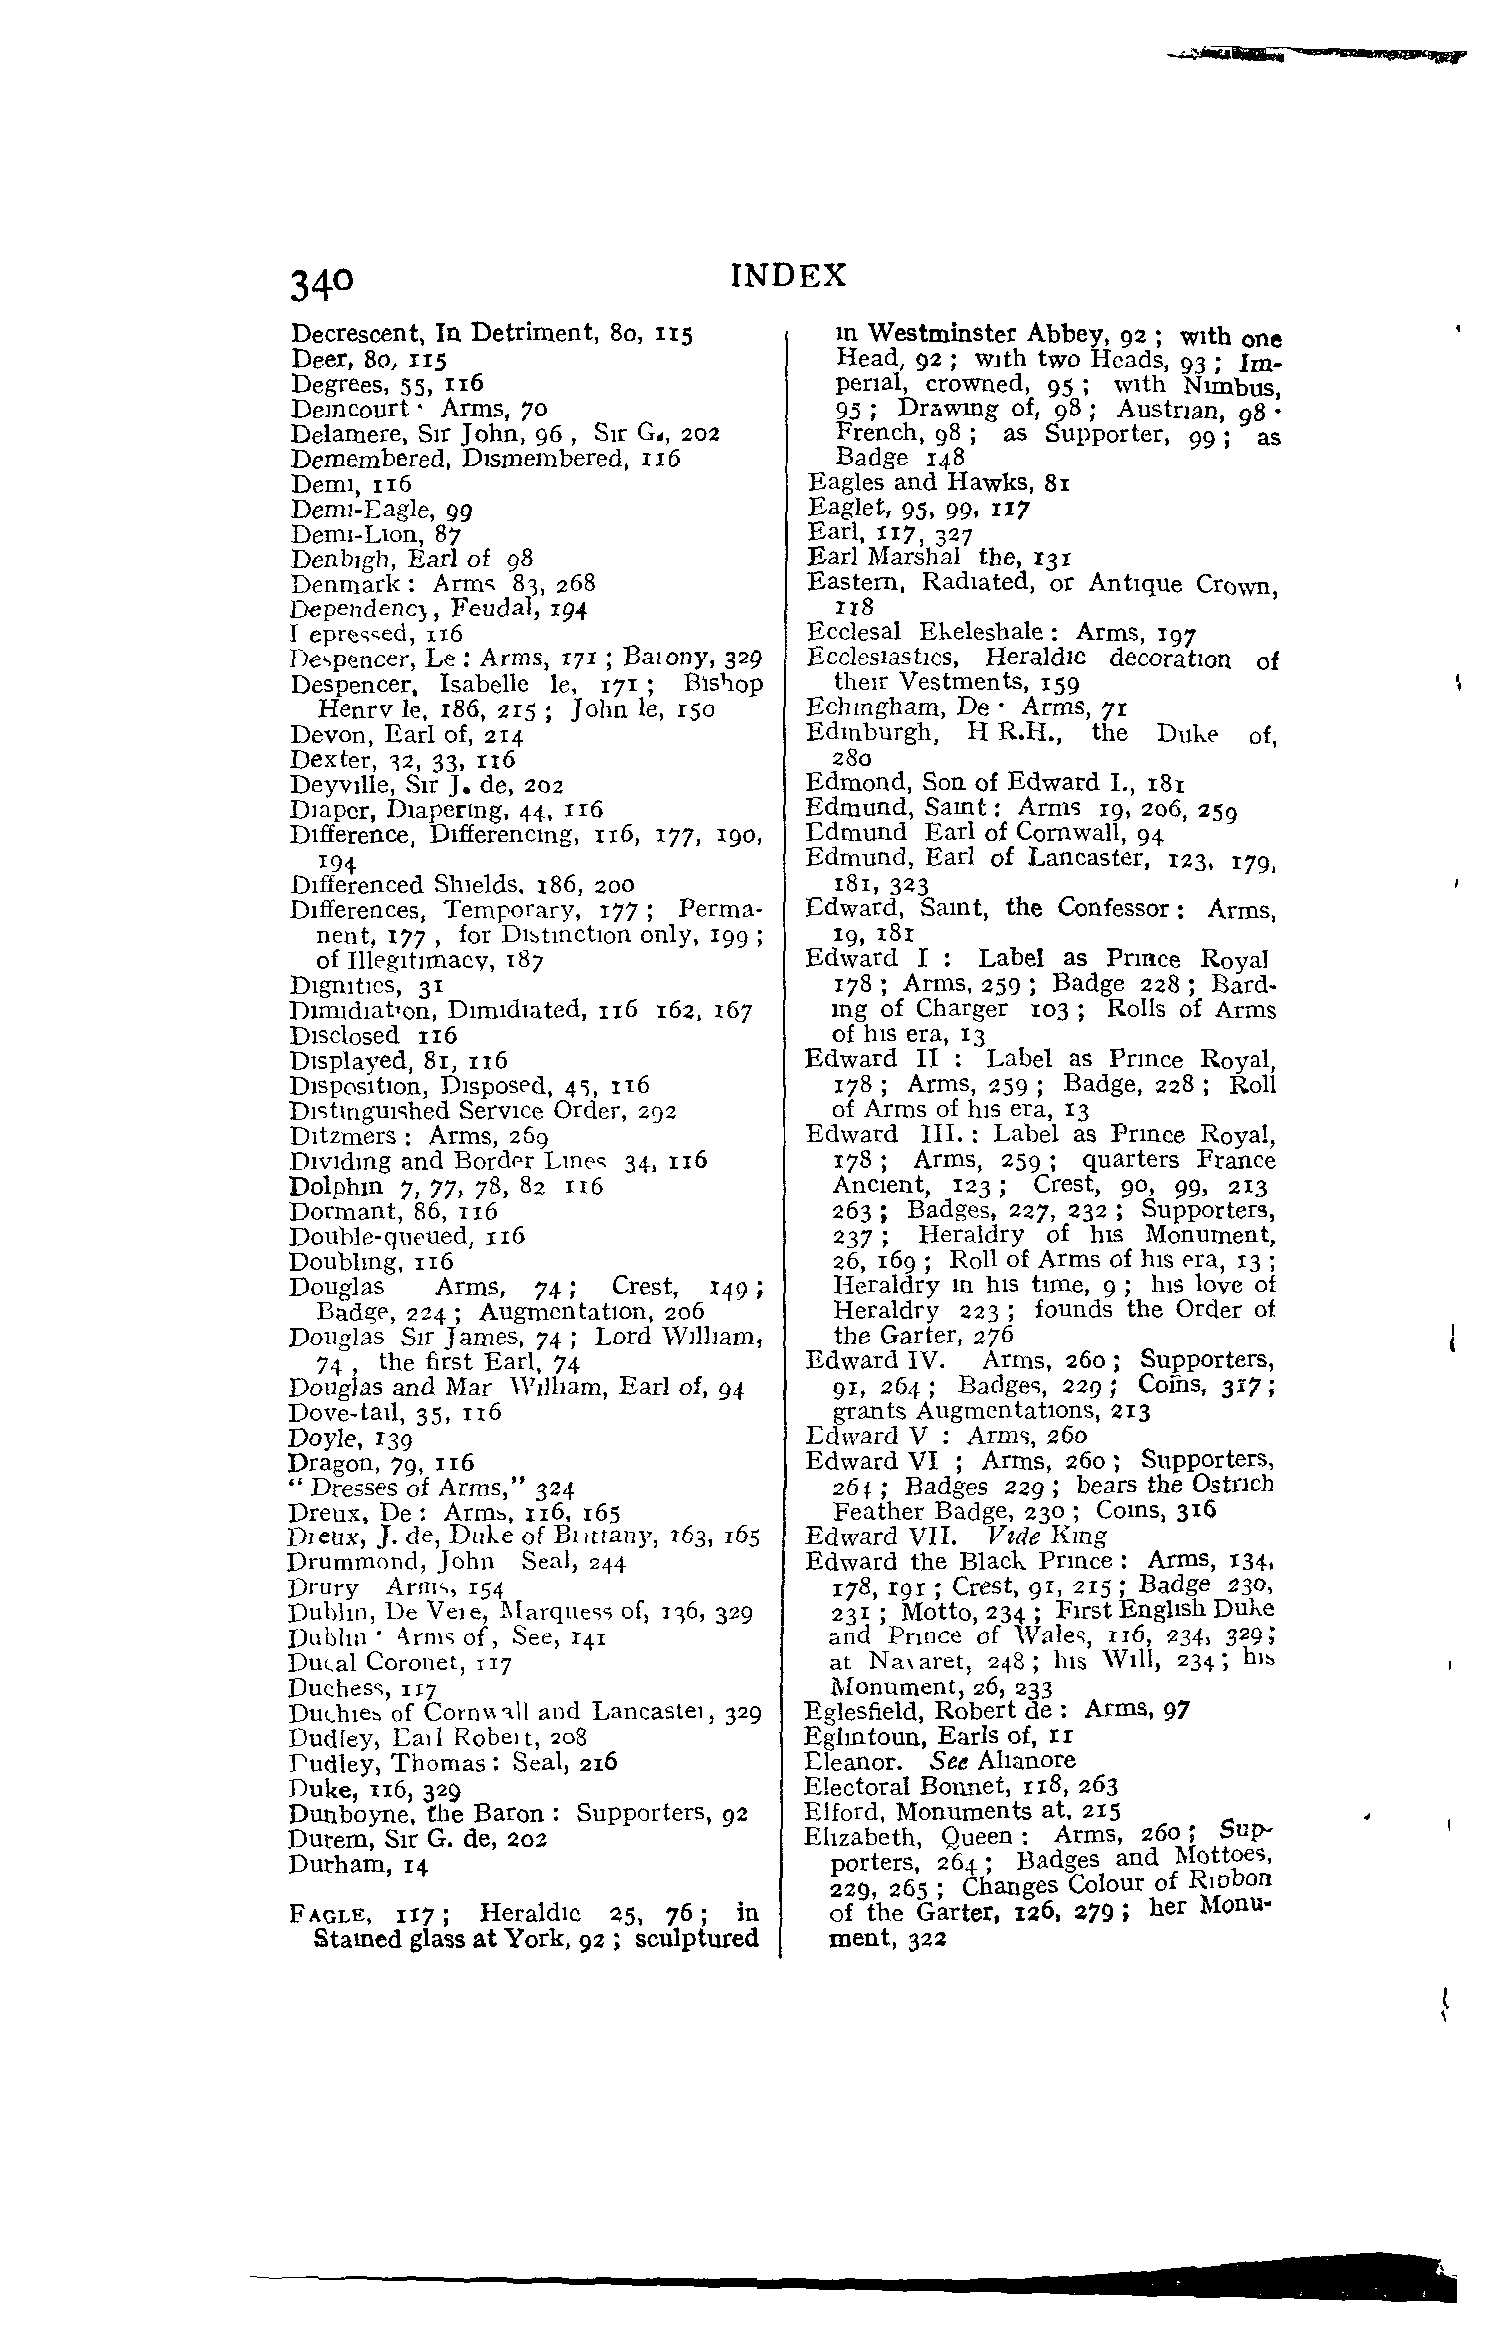 340
INDEX
Decrescent, In Detriment, 80, 115
Deer, 80, 115
Degrees, 55, 116
Deincourt · Arms, 70
Delamere, Sir John, 96, Sir G., 202
Demembered, Dismembered, 116
Demi, 116
Demi-Eagle, 99
Demi-Lion, 87
Denbigh, Earl of 98
Denmark: Arms 83, 268
Dependency, Feudal, 194
Depressed, 116
Despencer, Le: Arms, 171; Barony, 329
Despencer, Isabelle le, 171; Bishop
Henry le, 186, 215; John le, 150
Devon, Earl of, 214
Dexter, 32, 33, 116
Deyville, Sir J. de, 202
Diaper, Diapering, 44, 116
Difference, Differencing, 116, 177, 190,
194
Differenced Shields, 186, 200
Differences, Temporary, 177; Perma-
nent, 177, for Distinction only, 199;
of Illegitimacy, 187
Dignities, 31
Dimidiation, Dimidiated, 116 162, 167
Disclosed 116
Displayed, 81, 116
Disposition, Disposed, 45, 116
Distinguished Service Order, 292
Ditzmers: Arms, 269
Dividing and Border Lines 34, 116
Dolphin 7, 77, 78, 82 116
Dormant, 86, 116
Double-queued, 116
Doubling, 116
Douglas Arms, 74; Crest, 149;
Badge, 224; Augmentation, 206
Douglas Sir James, 74; Lord William,
74, the first Earl, 74
Douglas and Mar William, Earl of, 94
Dove-tail, 35, 116
Doyle, 139
Dragon, 79, 116
"Dresses of Arms," 324
Dreux, De: Arms, 116, 165
Dreux, J. de, Duke of Brittany, 163, 165
Drummond, John Seal, 244
Drury Arms, 154
Dublin, De Vere, Marquess of, 136, 329
Dublin · Arms of, See, 141
Ducal Coronet, 117
Duchess, 117
Duchies of Cornwall and Lancaster, 329
Dudley, Earl Robert, 208
Dudley, Thomas: Seal, 216
Duke, 116, 329
Dunboyne, the Baron: Supporters, 92
Durem, Sir G. de, 202
Durham, 14
EAGLE, 117; Heraldic 25, 76; in
Stained glass at York, 92; sculptured
in Westminster Abbey, 92; with one
Head, 92; with two Heads, 93; Im-
perial, crowned, 95; with Nimbus,
95; Drawing of, 98; Austrian, 98 ·
French, 98; as Supporter, 99; as
Badge 148
Eagles and Hawks, 81
Eaglet, 95, 99, 117
Earl, 117, 327
Earl Marshal the, 131
Eastern, Radiated, or Antique Crown,
118
Ecclesal Ekeleshale: Arms, 197
Ecclesiastics, Heraldic decoration of
their Vestments, 159
Echingham, De · Arms, 71
Edinburgh, H R.H., the Duke of,
280
Edmond, Son of Edward I., 181
Edmund, Saint: Arms 19, 206, 259
Edmund Earl of Cornwall, 94
Edmund, Earl of Lancaster, 123, 179,
181, 323
Edward, Saint, the Confessor: Arms,
19, 181
Edward I : Label as Prince Royal
178; Arms, 259; Badge 228; Bard-
ing of Charger 103; Rolls of Arms
of his era, 13
Edward II : Label as Prince Royal,
178; Arms, 259; Badge, 228; Roll
of Arms of his era, 13
Edward III.: Label as Prince Royal,
178; Arms, 259; quarters France
Ancient, 123; Crest, 90, 99, 213
263; Badges, 227, 232; Supporters,
237; Heraldry of his Monument,
26, 169; Roll of Arms of his era, 13;
Heraldry in his time, 9; his love of
Heraldry 223; founds the Order of
the Garter, 276
Edward IV. Arms, 260; Supporters,
91, 264; Badges, 229; Coins, 317;
grants Augmentations, 213
Edward V : Arms, 260
Edward VI ; Arms, 260; Supporters,
264; Badges 229; bears the Ostrich
Feather Badge, 230; Coins, 316
Edward VII. Vide King
Edward the Black Prince: Arms, 134,
178, 191; Crest, 91, 215; Badge 230,
231; Motto, 234; First English Duke
and Prince of Wales, 116, 234, 329;
at Navaret, 248; his Will, 234; his
Monument, 26, 233
Eglesfield, Robert de: Arms, 97
Eglintoun, Earls of, 11
Eleanor. See Alianore
Electoral Bonnet, 118, 263
Elford, Monuments at, 215
Elizabeth, Queen: Arms, 260; Sup-
porters, 264; Badges and Mottoes,
229, 265; Changes Colour of Ribbon
of the Garter, 126, 279; her Monu-
ment, 322